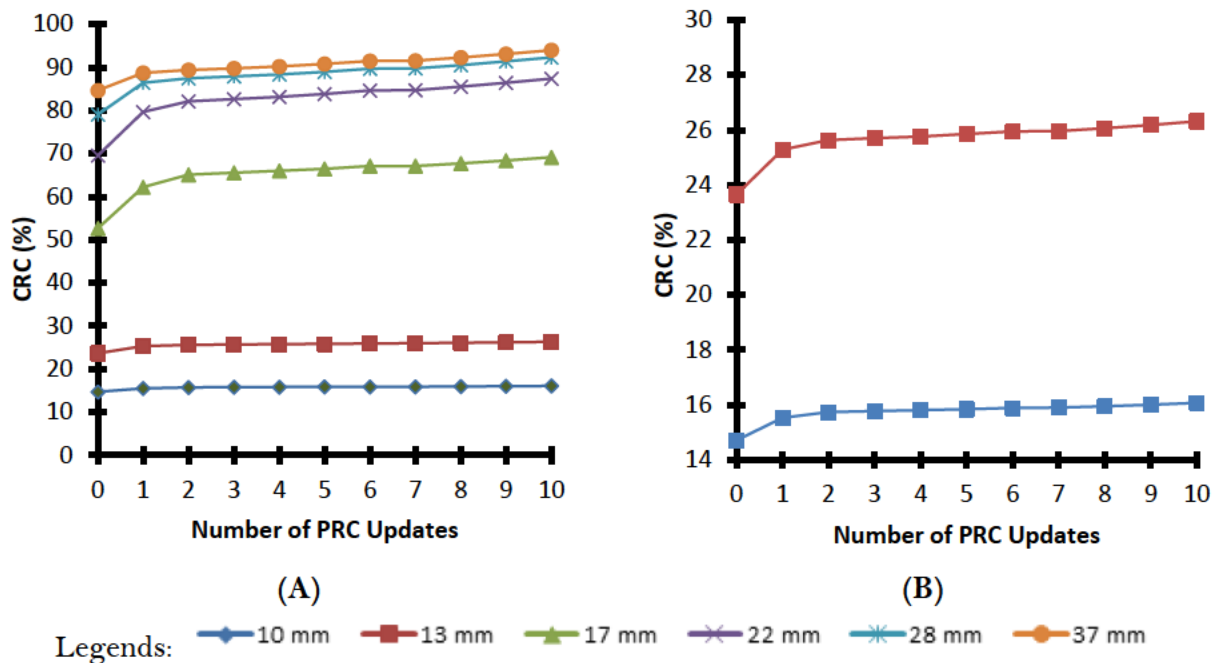 100
90
80
70
60
50
40
30
20
10
0
CRC (%)
0 1 2 3 4 5 6 7 8 9 10
Number of PRC Updates
(A)
30
28
26
24
22
20
18
16
14
CRC (%)
0 1 2 3 4 5 6 7 8 9 10
Number of PRC Updates
(B)
Legends: 10 mm 13 mm 17 mm 22 mm 28 mm 37 mm